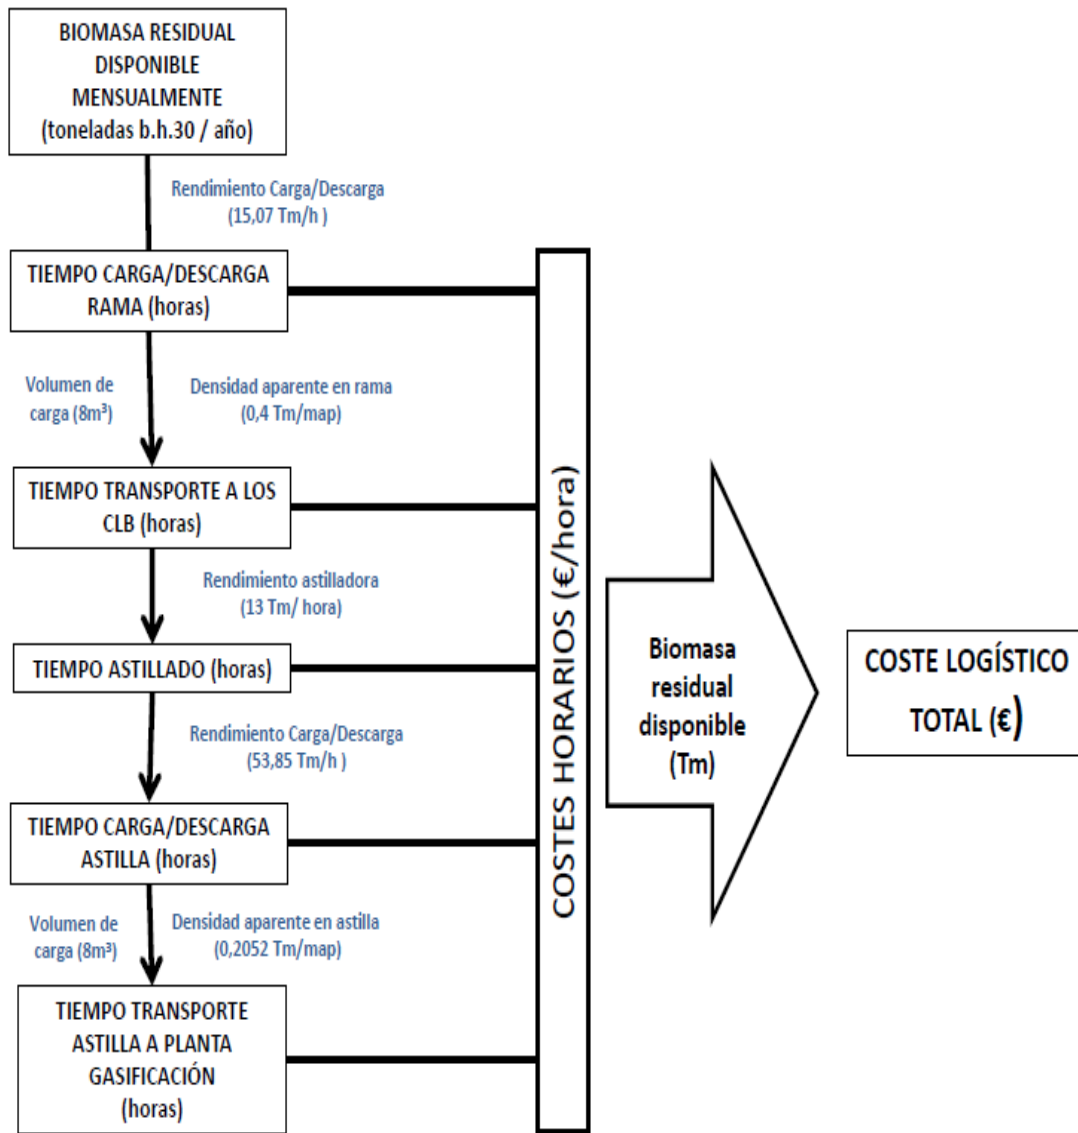 BIOMASA RESIDUAL
DISPONIBLE
MENSUALMENTE
(toneladas b.h.30 / año)
Rendimiento Carga/Descarga
(15,07 Tm/h )
TIEMPO CARGA/DESCARGA
RAMA (horas)
Volumen de
carga (8m³)
Densidad aparente en rama
(0,4 Tm/map)
TIEMPO TRANSPORTE A LOS
CLB (horas)
Rendimiento astilladora
(13 Tm/ hora)
TIEMPO ASTILLADO (horas)
Rendimiento Carga/Descarga
(53,85 Tm/h )
TIEMPO CARGA/DESCARGA
ASTILLA (horas)
Volumen de
carga (8m³)
Densidad aparente en astilla
(0,2052 Tm/map)
TIEMPO TRANSPORTE
ASTILLA A PLANTA
GASIFICACIÓN
(horas)
COSTES HORARIOS (€/hora)
Biomasa
residual
disponible
(Tm)
COSTE LOGÍSTICO
TOTAL (€)